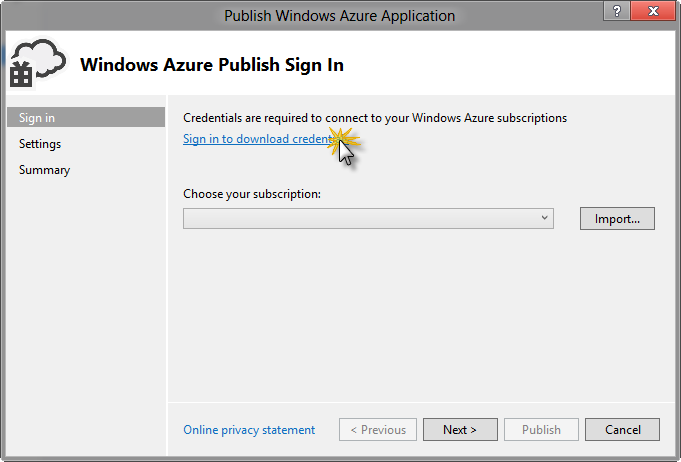 Publish Windows Azure Application
?
Windows Azure Publish Sign In
Sign in
Settings
Summary
Credentials are required to connect to your Windows Azure subscriptions
Sign in to download
Choose your subscription:
Import...
Online privacy statement
< Previous
Next >
Publish
Cancel